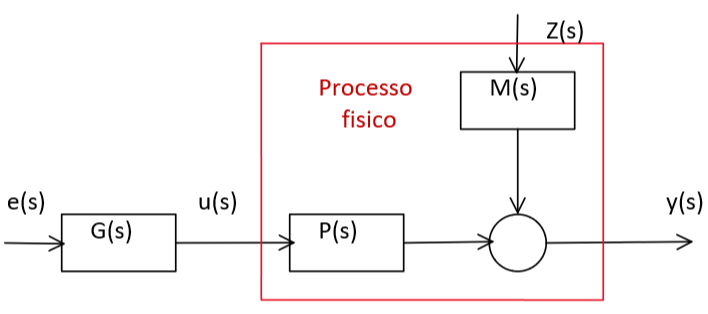 Z(s)
Processo
fisico
M(s)
e(s)
u(s)
y(s)
G(s)
P(s)